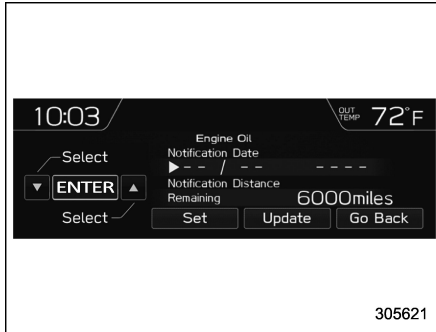 10:03
OUT TEMP 72°F
Engine Oil
Notification Date
▶-- / -- ----
Notification Distance
Remaining 6000miles
Select
▼ ENTER ▲
Select
Set Update Go Back
305621